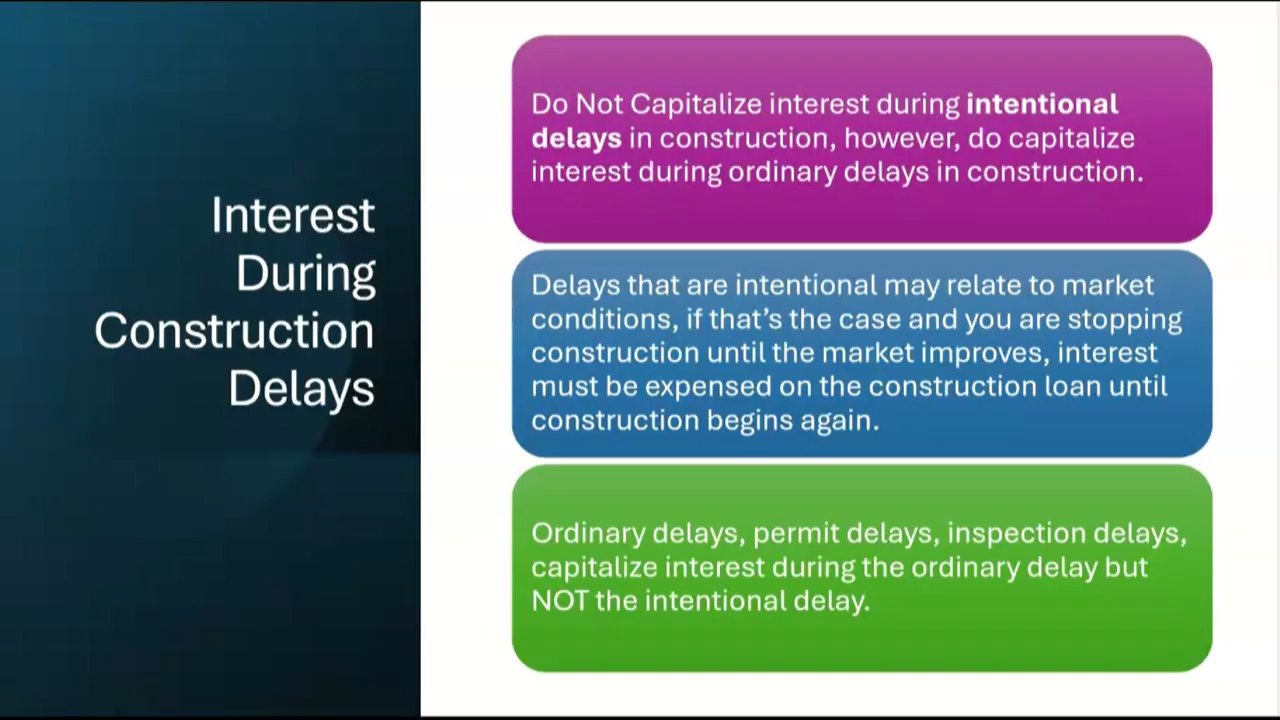 Interest
During
Construction
Delays
Do Not Capitalize interest during intentional
delays in construction, however, do capitalize
interest during ordinary delays in construction.
Delays that are intentional may relate to market
conditions, if that’s the case and you are stopping
construction until the market improves, interest
must be expensed on the construction loan until
construction begins again.
Ordinary delays, permit delays, inspection delays,
capitalize interest during the ordinary delay but
NOT the intentional delay.